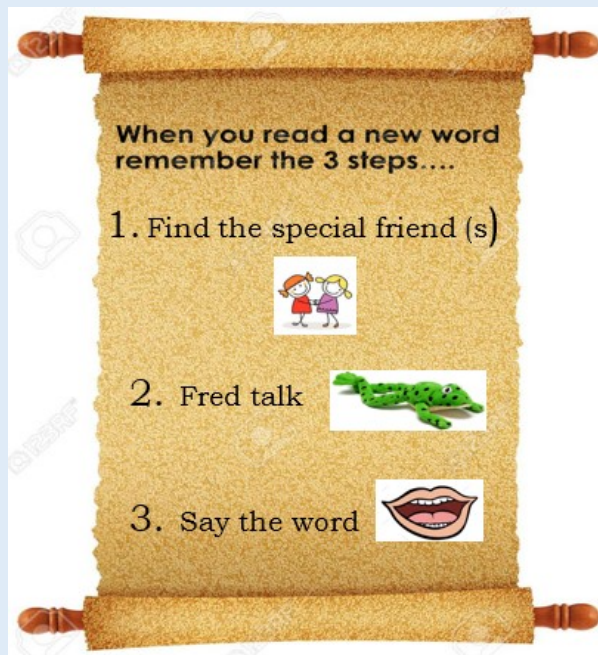 When you read a new word
remember the 3 steps....
1. Find the special friend (s)
2. Fred talk
3. Say the word